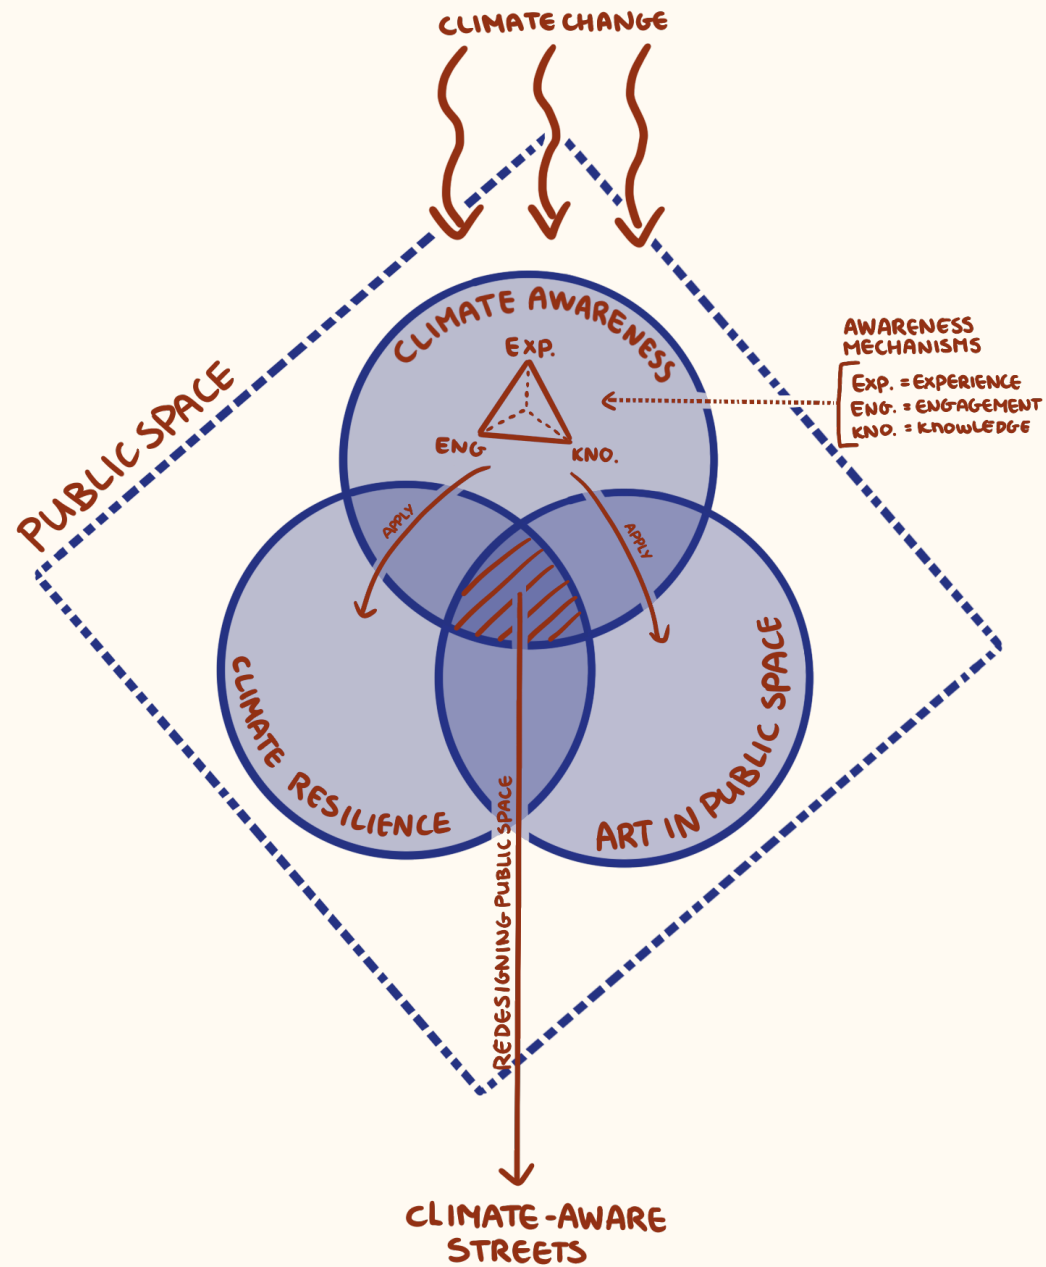 CLIMATE CHANGE
PUBLIC SPACE
CLIMATE AWARENESS
EXP.
ENG
KNO.
AWARENESS
MECHANISMS
EXP. = EXPERIENCE
ENG. = ENGAGEMENT
KNO. = KNOWLEDGE
APPLY
APPLY
CLIMATE RESILIENCE
ART IN PUBLIC SPACE
REDESIGNING PUBLIC SPACE
CLIMATE-AWARE
STREETS